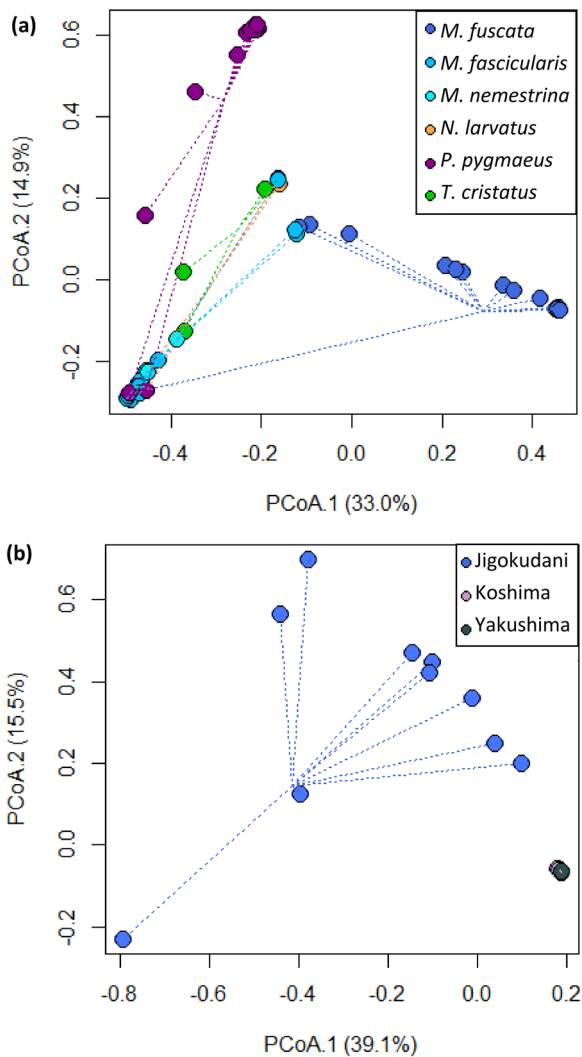 (a)
M. fuscata
M. fascicularis
M. nemestrina
N. larvatus
P. pygmaeus
T. cristatus
PCoA.2 (14.9%)
0.6
0.4
0.2
0.0
-0.2
-0.4 -0.2 0.0 0.2 0.4
PCoA.1 (33.0%)
(b)
Jigokudani
Koshima
Yakushima
PCoA.2 (15.5%)
0.6
0.4
0.2
0.0
-0.2
-0.8 -0.6 -0.4 -0.2 0.0 0.2
PCoA.1 (39.1%)